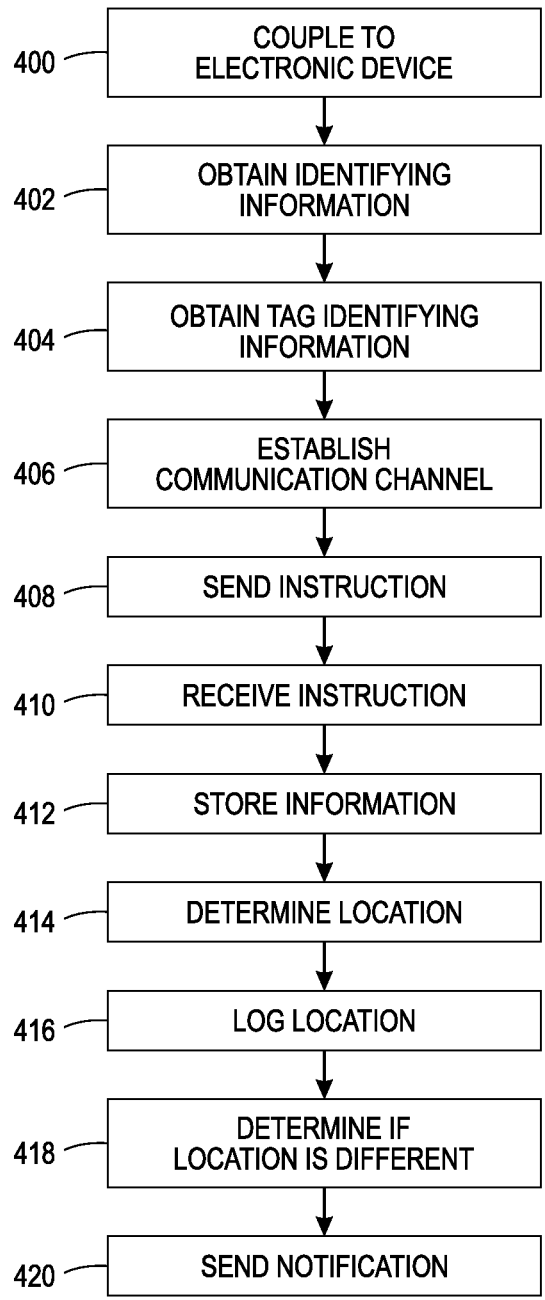 400
COUPLE TO
ELECTRONIC DEVICE
402
OBTAIN IDENTIFYING
INFORMATION
404
OBTAIN TAG IDENTIFYING
INFORMATION
406
ESTABLISH
COMMUNICATION CHANNEL
408
SEND INSTRUCTION
410
RECEIVE INSTRUCTION
412
STORE INFORMATION
414
DETERMINE LOCATION
416
LOG LOCATION
418
DETERMINE IF
LOCATION IS DIFFERENT
420
SEND NOTIFICATION